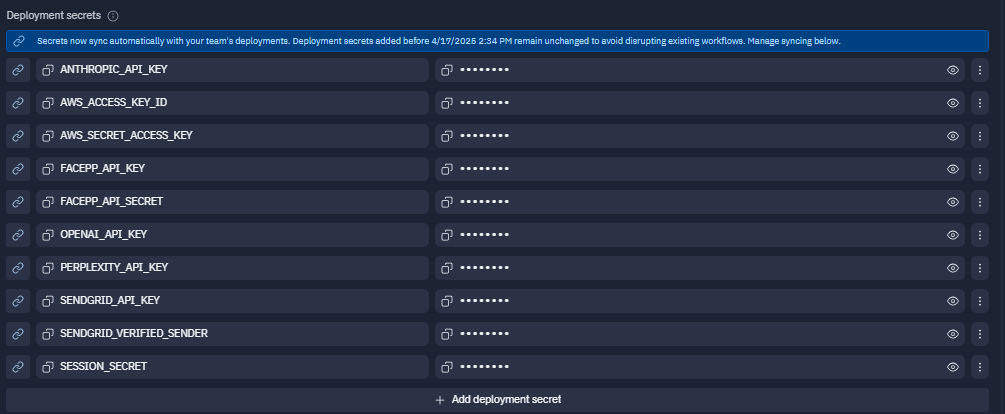 Deployment secrets
Secrets now sync automatically with your team's deployments. Deployment secrets added before 4/17/2025 2:34 PM remain unchanged to avoid disrupting existing workflows. Manage syncing below.
ANTHROPIC_API_KEY ••••••••
AWS_ACCESS_KEY_ID ••••••••
AWS_SECRET_ACCESS_KEY ••••••••
FACEPP_API_KEY ••••••••
FACEPP_API_SECRET ••••••••
OPENAI_API_KEY ••••••••
PERPLEXITY_API_KEY ••••••••
SENDGRID_API_KEY ••••••••
SENDGRID_VERIFIED_SENDER ••••••••
SESSION_SECRET ••••••••
+ Add deployment secret